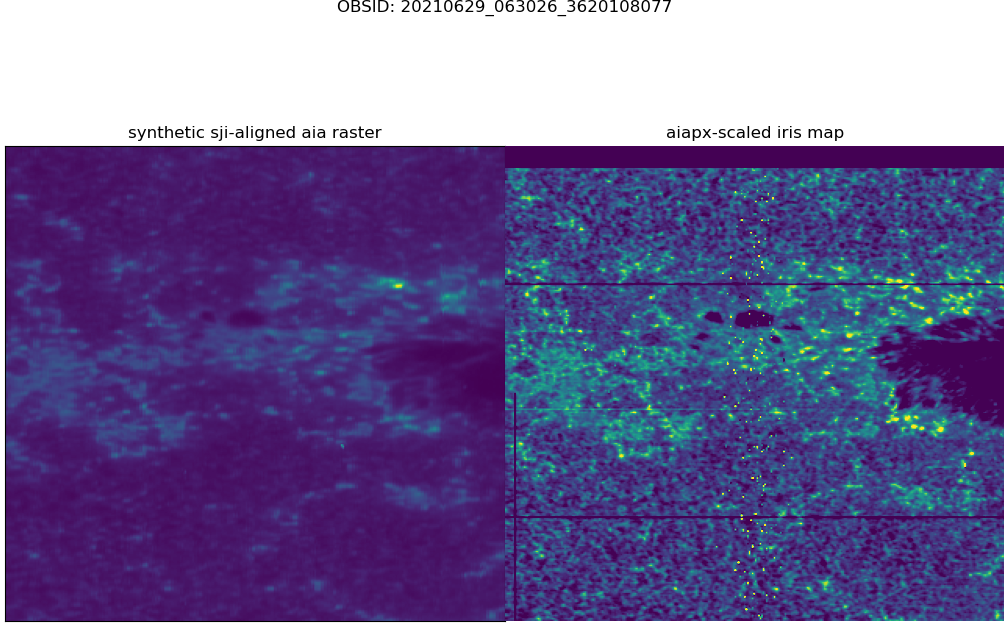 OBSID: 20210629_063026_3620108077
synthetic sji-aligned aia raster
aiapx-scaled iris map